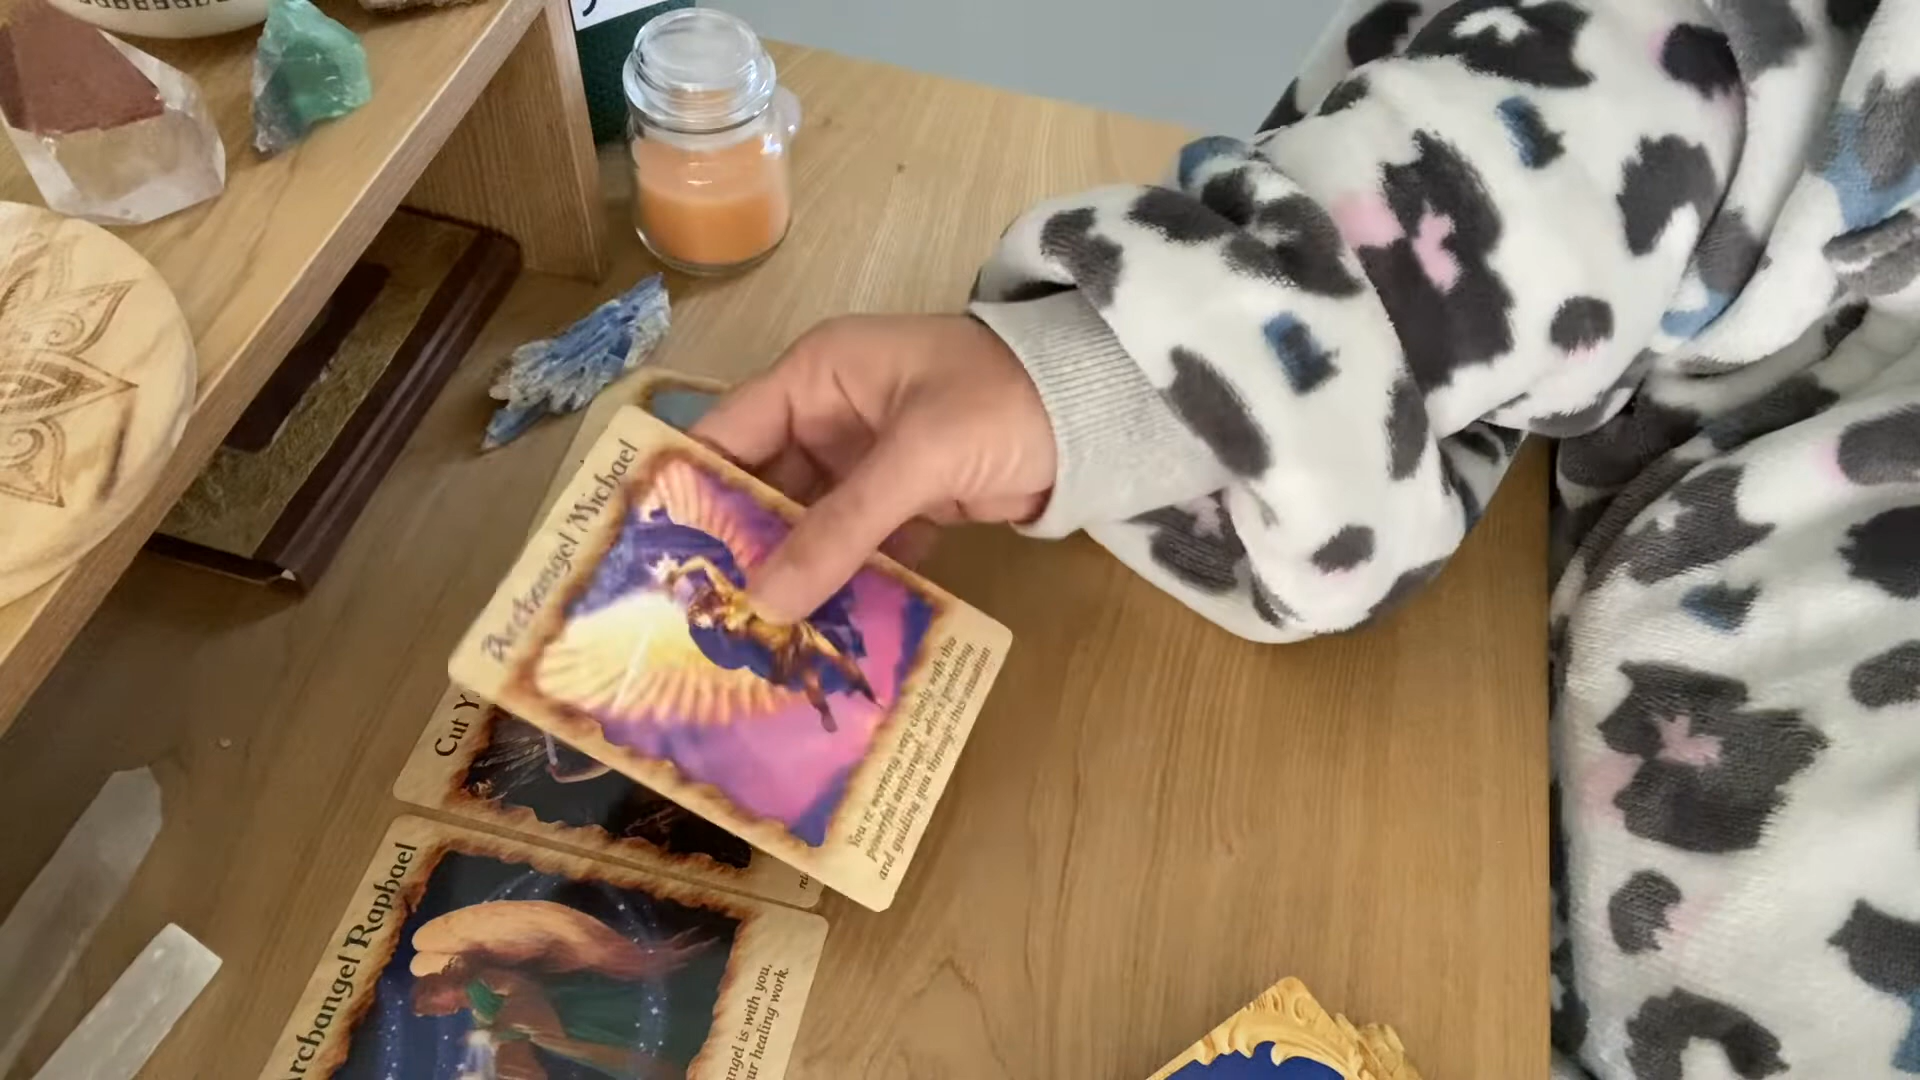 Archangel Michael
You're working very closely with this
powerful archangel, who's protecting
and guiding you through this situation.
Cut Y
Archangel Raphael
angel is with you,
ur healing work.